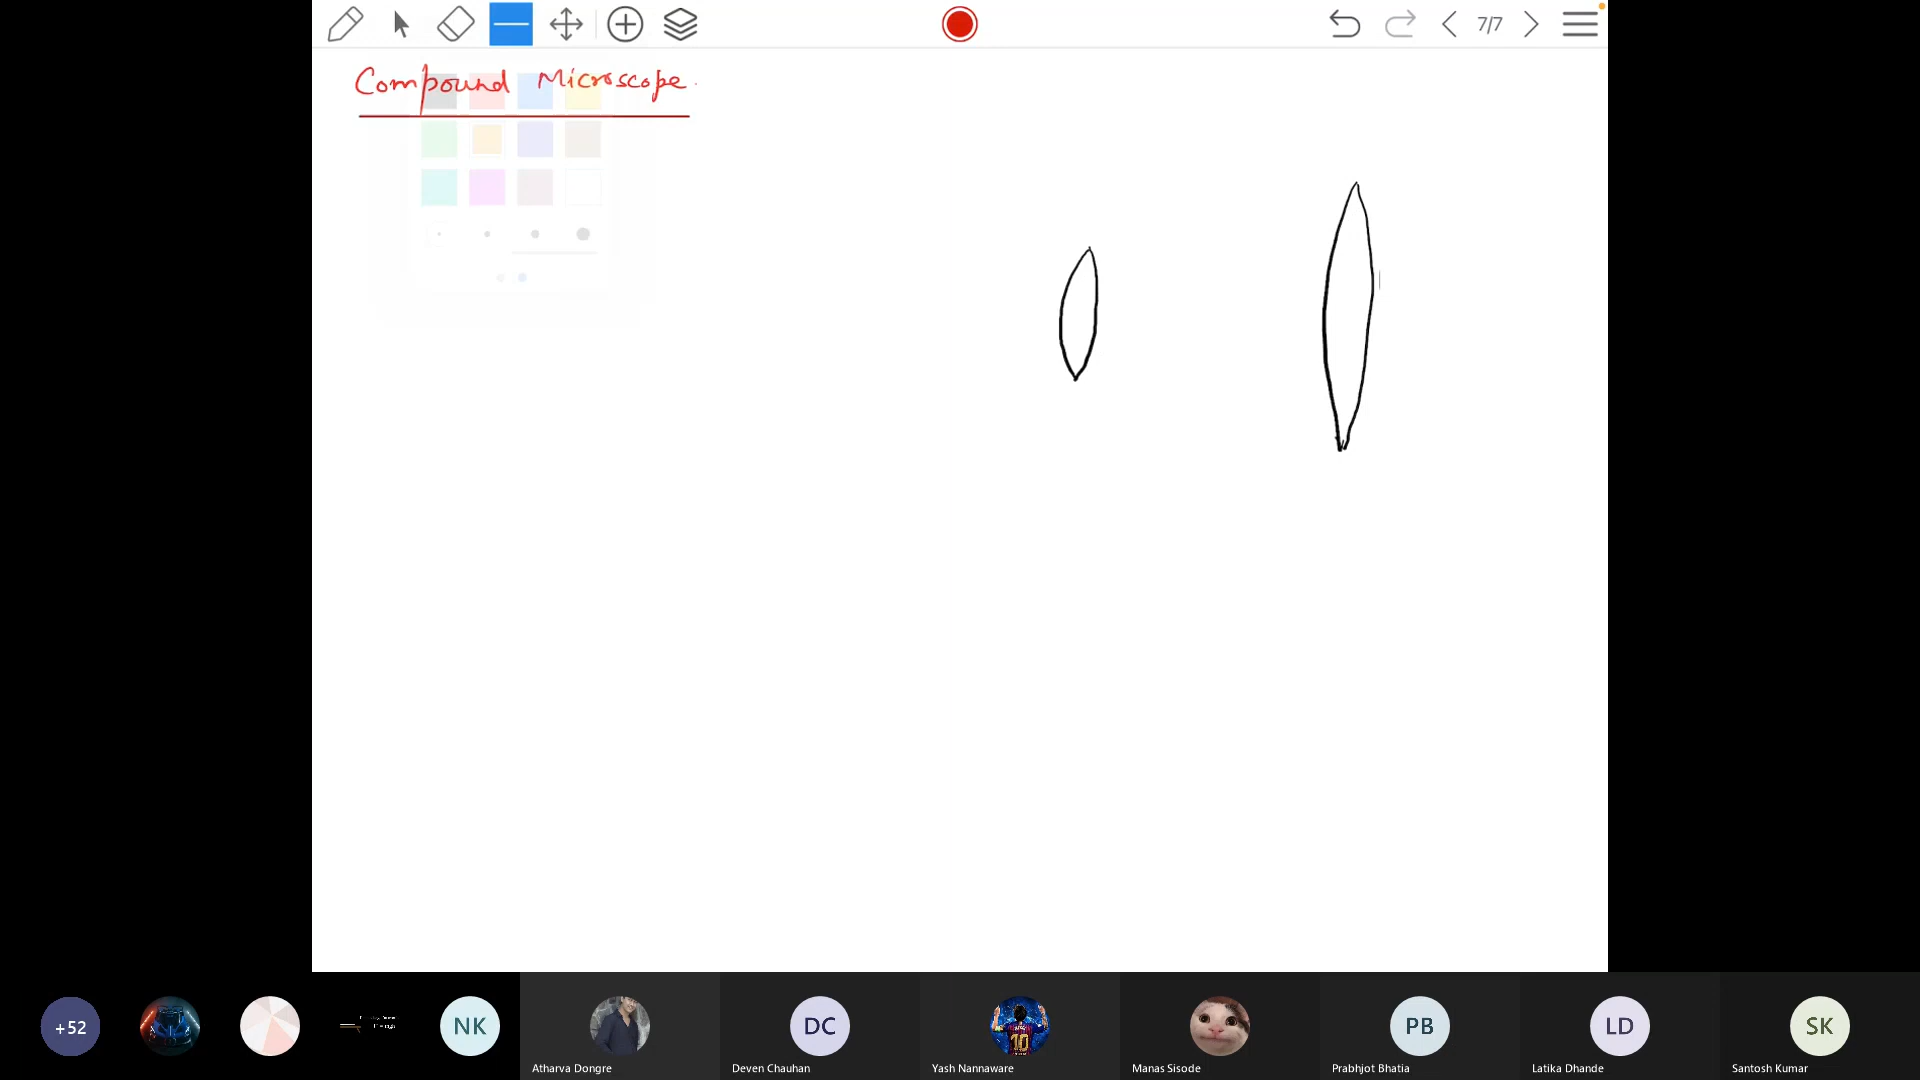 7/7
Compound Microscope.
+52
NK
DC
10
PB
LD
SK
Atharva Dongre
Deven Chauhan
Yash Nannaware
Manas Sisode
Prabhjot Bhatia
Latika Dhande
Santosh Kumar